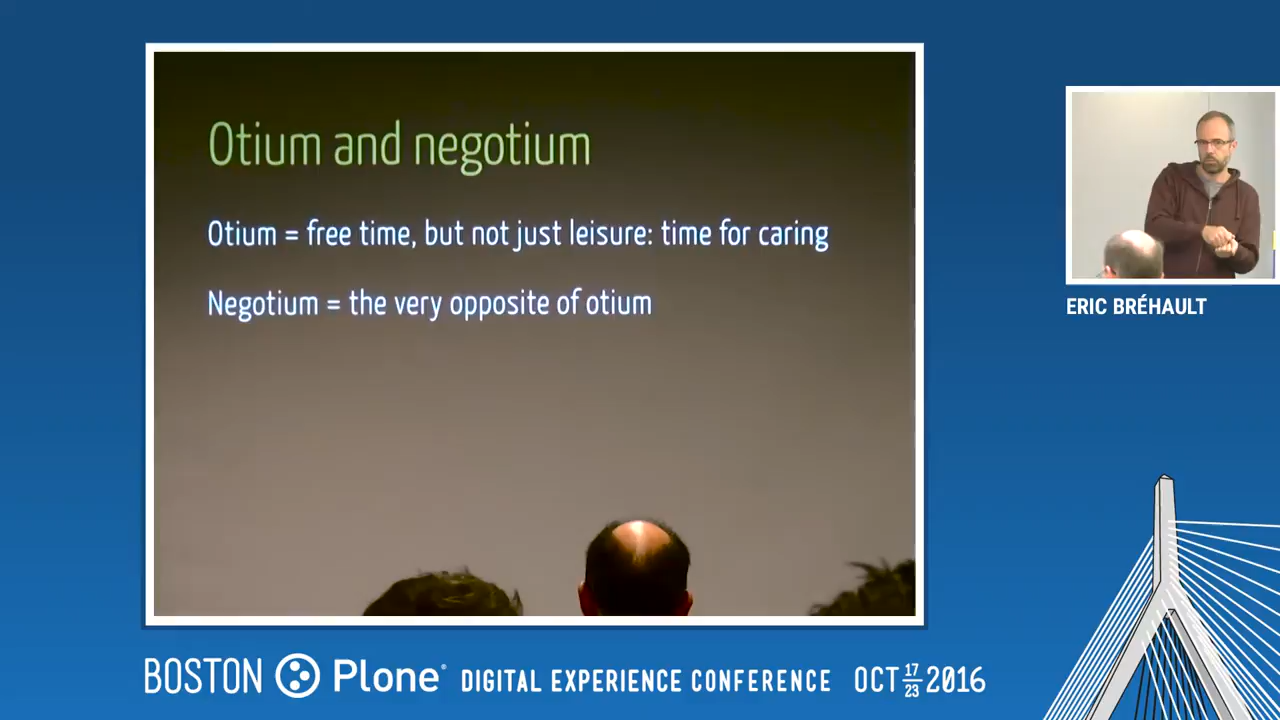 Otium and negotium
Otium = free time, but not just leisure: time for caring
Negotium = the very opposite of otium
ERIC BRÉHAULT
BOSTON Plone® DIGITAL EXPERIENCE CONFERENCE OCT 17 23 2016